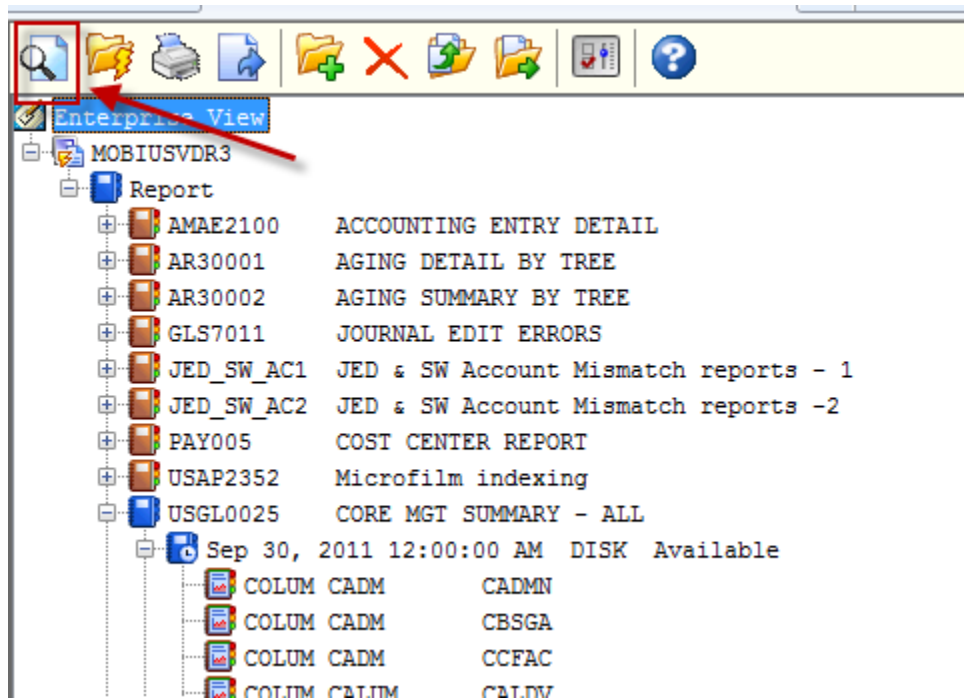 Enterprise View
MOBIUSVDR3
Report
AMAE2100 ACCOUNTING ENTRY DETAIL
AR30001 AGING DETAIL BY TREE
AR30002 AGING SUMMARY BY TREE
GLS7011 JOURNAL EDIT ERRORS
JED_SW_AC1 JED & SW Account Mismatch reports - 1
JED_SW_AC2 JED & SW Account Mismatch reports -2
PAY005 COST CENTER REPORT
USAP2352 Microfilm indexing
USGL0025 CORE MGT SUMMARY - ALL
Sep 30, 2011 12:00:00 AM DISK Available
COLUM CADM CADMN
COLUM CADM CBSGA
COLUM CADM CCFAC
COLUM CALUM CALDV